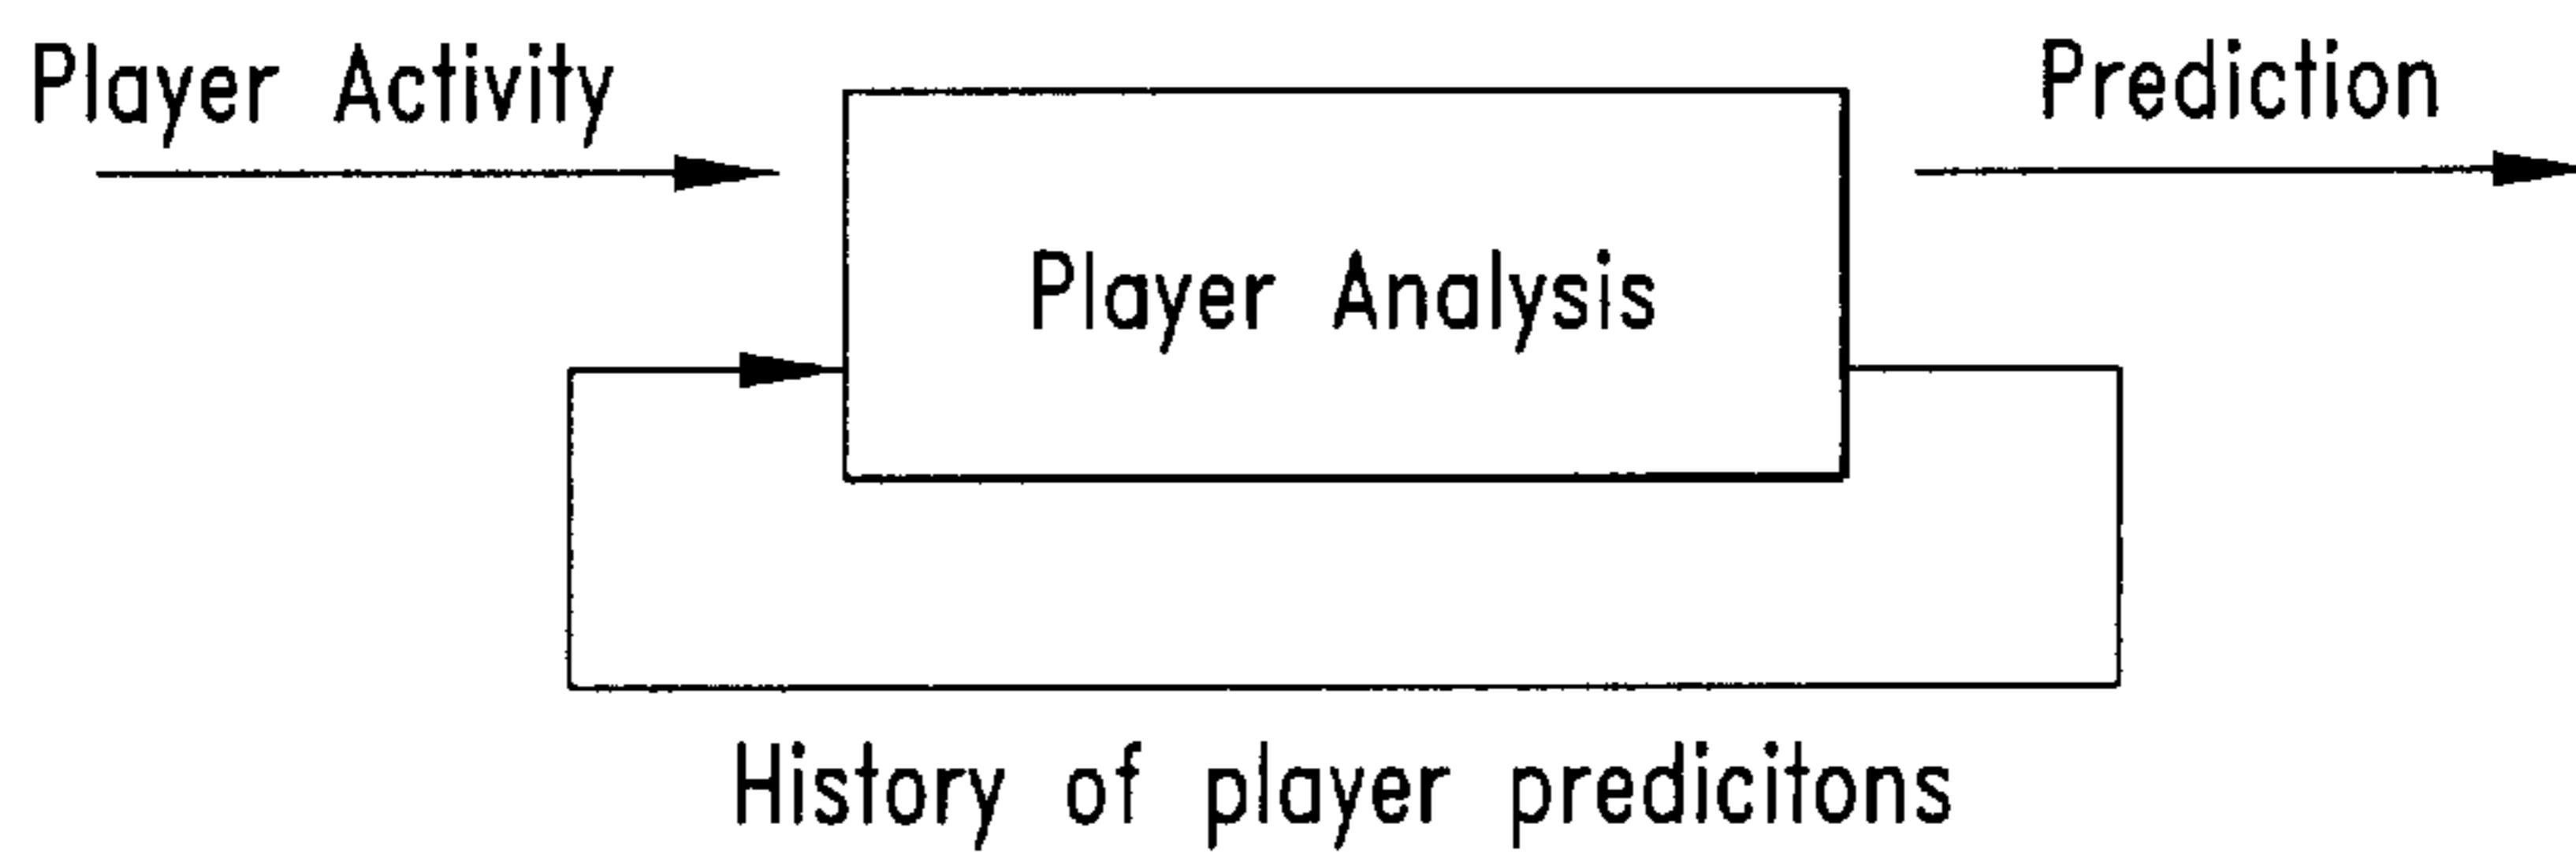 Player Activity
Prediction
Player Analysis
History of player predicitons